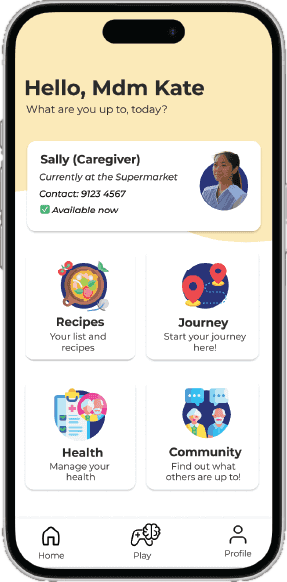 Hello, Mdm Kate
What are you up to, today?
Sally (Caregiver)
Currently at the Supermarket
Contact: 9123 4567
Available now
Recipes
Your list and
recipes
Journey
Start your journey
here!
Health
Manage your
health
Community
Find out what
others are up to!
Home
Play
Profile